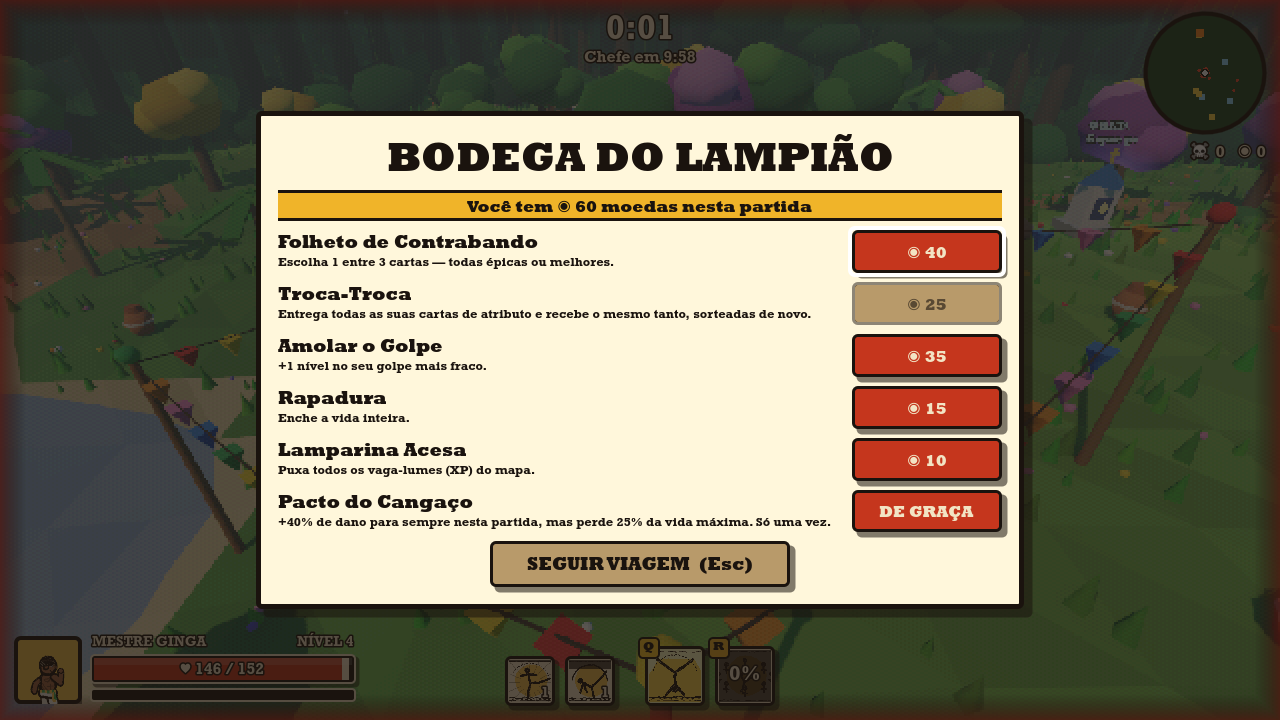 0:01
Chefe em 9:58
BODEGA DO LAMPIÃO
Você tem ◉ 60 moedas nesta partida
Folheto de Contrabando
◉ 40
Escolha 1 entre 3 cartas — todas épicas ou melhores.
Troca-Troca
◉ 25
Entrega todas as suas cartas de atributo e recebe o mesmo tanto, sorteadas de novo.
Amolar o Golpe
◉ 35
+1 nível no seu golpe mais fraco.
Rapadura
◉ 15
Enche a vida inteira.
Lamparina Acesa
◉ 10
Puxa todos os vaga-lumes (XP) do mapa.
Pacto do Cangaço
DE GRAÇA
+40% de dano para sempre nesta partida, mas perde 25% da vida máxima. Só uma vez.
SEGUIR VIAGEM (Esc)
0 ◉ 0
MESTRE GINGA NÍVEL 4
♥ 146 / 152
1
1
Q
R
0%